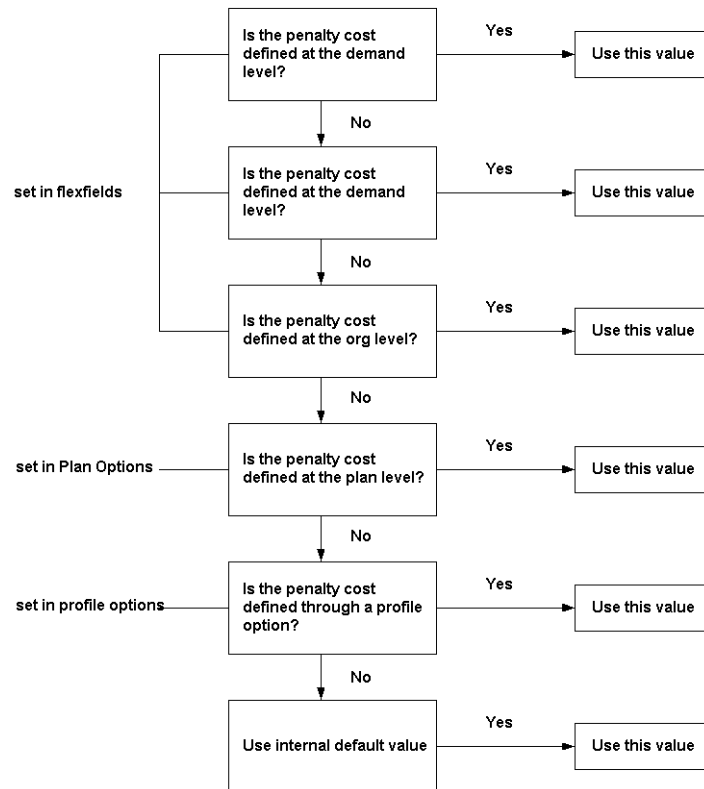 Is the penalty cost
defined at the demand
level?
Yes
Use this value
No
set in flexfields
Is the penalty cost
defined at the demand
level?
Yes
Use this value
No
Is the penalty cost
defined at the org level?
Yes
Use this value
No
set in Plan Options
Is the penalty cost
defined at the plan level?
Yes
Use this value
No
set in profile options
Is the penalty cost
defined through a profile
option?
Yes
Use this value
No
Use internal default value
Yes
Use this value